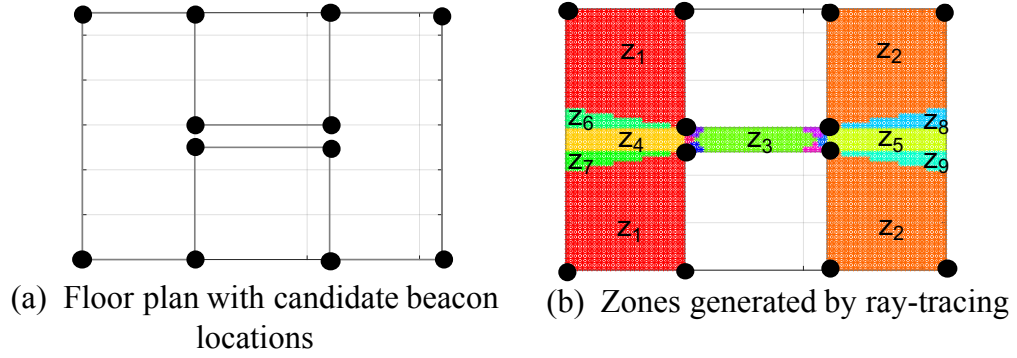 z1
z2
z6
z8
z4
z3
z5
z7
z9
z1
z2
(a) Floor plan with candidate beacon
locations
(b) Zones generated by ray-tracing